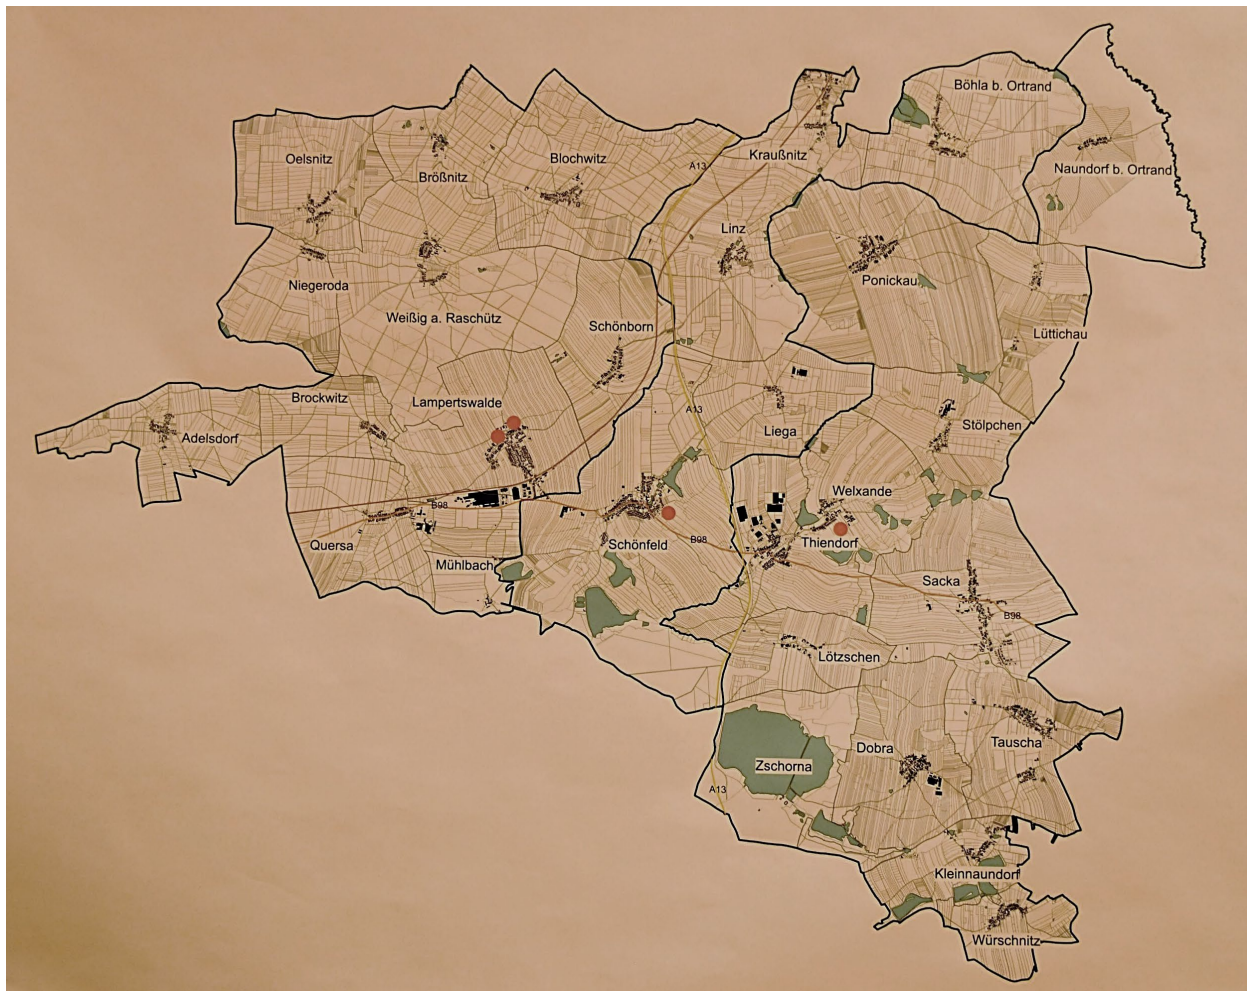 Böhla b. Ortrand
Oelsnitz
Brößnitz
Blochwitz
A13
Kraußnitz
Naundorf b. Ortrand
Linz
Niegeroda
Ponickau
Weißig a. Raschütz
Schönborn
Lüttichau
Brockwitz
Lampertswalde
A13
Adelsdorf
Liega
Stölpchen
Welxande
B98
Quersa
Schönfeld
B98
Thiendorf
Mühlbach
Sacka
B98
Lötzschen
Dobra
Tauscha
Zschorna
A13
Kleinnaundorf
Würschnitz